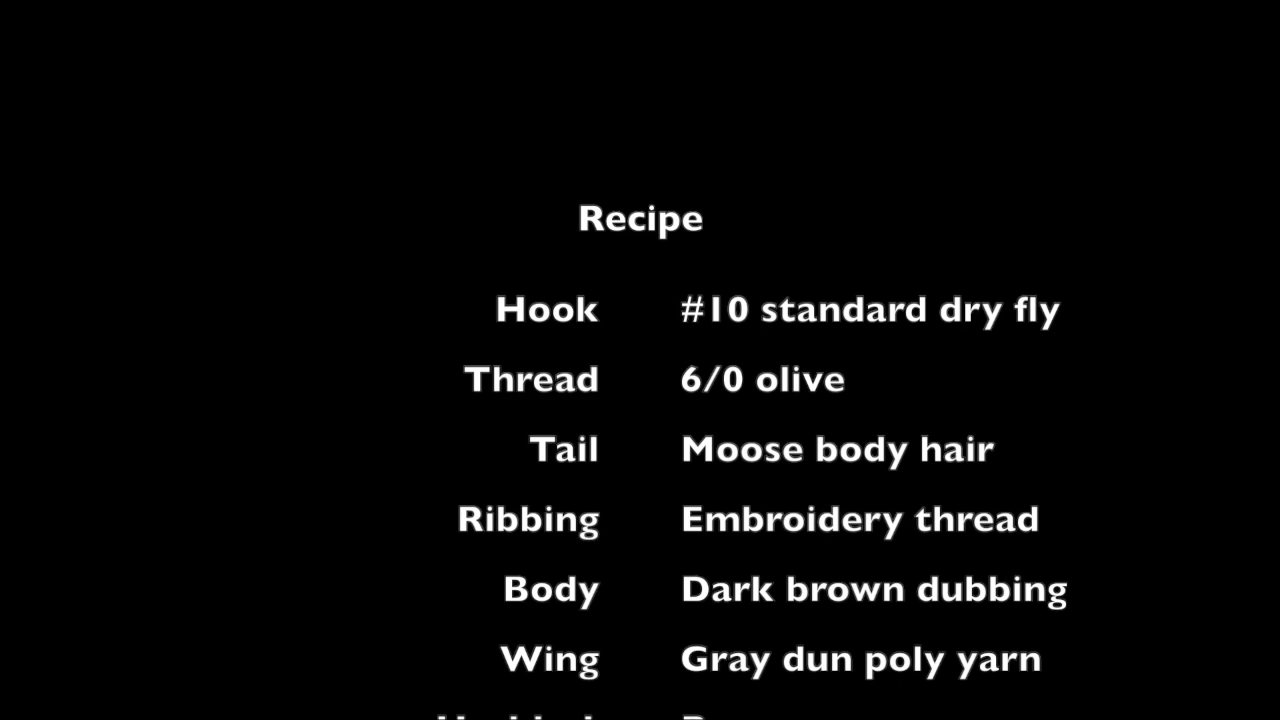 Recipe
Hook #10 standard dry fly
Thread 6/0 olive
Tail Moose body hair
Ribbing Embroidery thread
Body Dark brown dubbing
Wing Gray dun poly yarn